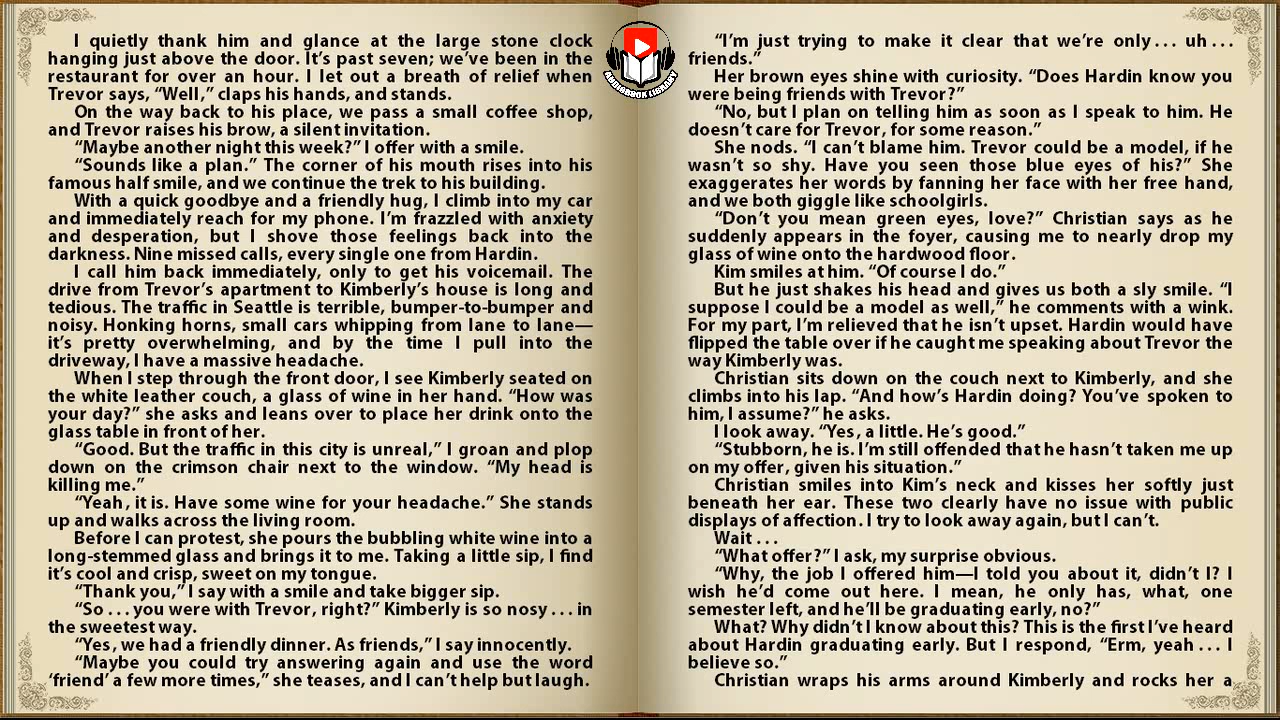 I quietly thank him and glance at the large stone clock
hanging just above the door. It’s past seven; we’ve been in the
restaurant for over an hour. I let out a breath of relief when
Trevor says, “Well,” claps his hands, and stands.
On the way back to his place, we pass a small coffee shop,
and Trevor raises his brow, a silent invitation.
“Maybe another night this week?” I offer with a smile.
“Sounds like a plan.” The corner of his mouth rises into his
famous half smile, and we continue the trek to his building.
With a quick goodbye and a friendly hug, I climb into my car
and immediately reach for my phone. I’m frazzled with anxiety
and desperation, but I shove those feelings back into the
darkness. Nine missed calls, every single one from Hardin.
I call him back immediately, only to get his voicemail. The
drive from Trevor’s apartment to Kimberly’s house is long and
tedious. The traffic in Seattle is terrible, bumper-to-bumper and
noisy. Honking horns, small cars whipping from lane to lane—
it’s pretty overwhelming, and by the time I pull into the
driveway, I have a massive headache.
When I step through the front door, I see Kimberly seated on
the white leather couch, a glass of wine in her hand. “How was
your day?” she asks and leans over to place her drink onto the
glass table in front of her.
“Good. But the traffic in this city is unreal,” I groan and plop
down on the crimson chair next to the window. “My head is
killing me.”
“Yeah, it is. Have some wine for your headache.” She stands
up and walks across the living room.
Before I can protest, she pours the bubbling white wine into a
long-stemmed glass and brings it to me. Taking a little sip, I find
it’s cool and crisp, sweet on my tongue.
“Thank you,” I say with a smile and take bigger sip.
“So . . . you were with Trevor, right?” Kimberly is so nosy . . . in
the sweetest way.
“Yes, we had a friendly dinner. As friends,” I say innocently.
“Maybe you could try answering again and use the word
‘friend’ a few more times,” she teases, and I can’t help but laugh.
AUDIOBOOK LIBRARY
“I’m just trying to make it clear that we’re only . . . uh . . .
friends.”
Her brown eyes shine with curiosity. “Does Hardin know you
were being friends with Trevor?”
“No, but I plan on telling him as soon as I speak to him. He
doesn’t care for Trevor, for some reason.”
She nods. “I can’t blame him. Trevor could be a model, if he
wasn’t so shy. Have you seen those blue eyes of his?” She
exaggerates her words by fanning her face with her free hand,
and we both giggle like schoolgirls.
“Don’t you mean green eyes, love?” Christian says as he
suddenly appears in the foyer, causing me to nearly drop my
glass of wine onto the hardwood floor.
Kim smiles at him. “Of course I do.”
But he just shakes his head and gives us both a sly smile. “I
suppose I could be a model as well,” he comments with a wink.
For my part, I’m relieved that he isn’t upset. Hardin would have
flipped the table over if he caught me speaking about Trevor the
way Kimberly was.
Christian sits down on the couch next to Kimberly, and she
climbs into his lap. “And how’s Hardin doing? You’ve spoken to
him, I assume?” he asks.
I look away. “Yes, a little. He’s good.”
“Stubborn, he is. I’m still offended that he hasn’t taken me up
on my offer, given his situation.”
Christian smiles into Kim’s neck and kisses her softly just
beneath her ear. These two clearly have no issue with public
displays of affection. I try to look away again, but I can’t.
Wait . . .
“What offer?” I ask, my surprise obvious.
“Why, the job I offered him—I told you about it, didn’t I? I
wish he’d come out here. I mean, he only has, what, one
semester left, and he’ll be graduating early, no?”
What? Why didn’t I know about this? This is the first I’ve heard
about Hardin graduating early. But I respond, “Erm, yeah . . . I
believe so.”
Christian wraps his arms around Kimberly and rocks her a